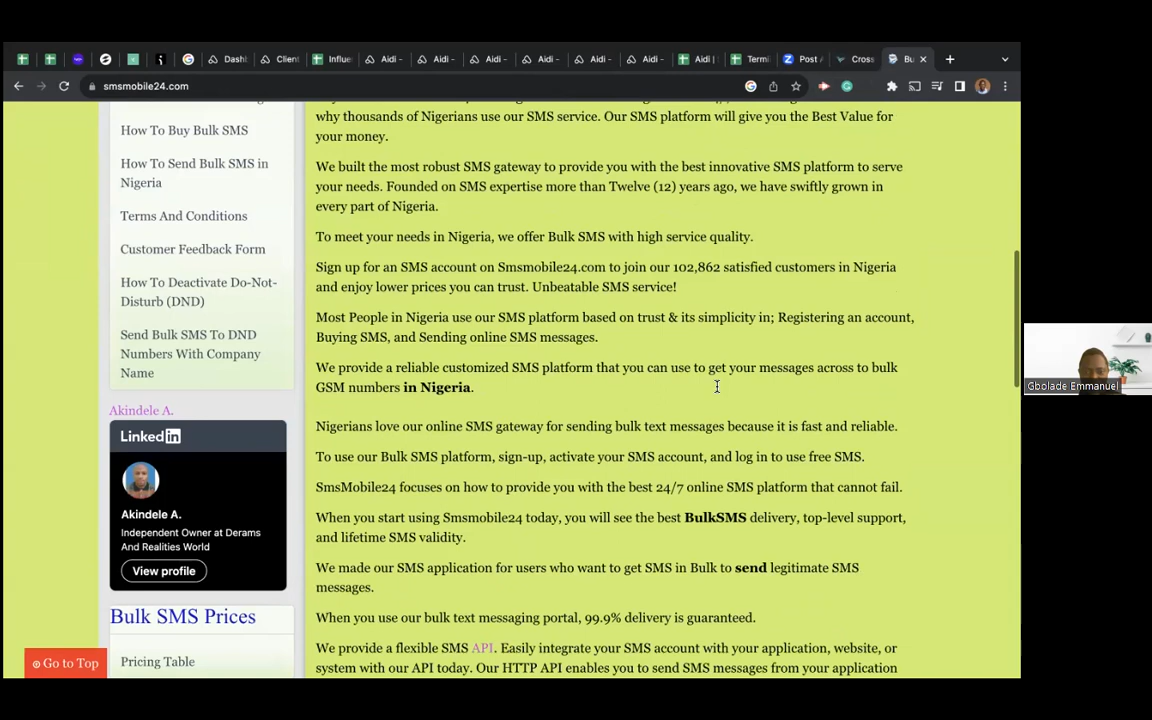 Dash
Client
Influe
Aidi -
Aidi -
Aidi -
Aidi -
Aidi -
Aidi -
Aidi |
Termi
Post A
Cross
Bu
smsmobile24.com
How To Buy Bulk SMS
How To Send Bulk SMS in
Nigeria
Terms And Conditions
Customer Feedback Form
How To Deactivate Do-Not-
Disturb (DND)
Send Bulk SMS To DND
Numbers With Company
Name
Akindele A.
Linkedin
Akindele A.
Independent Owner at Derams
And Realities World
View profile
Bulk SMS Prices
Pricing Table
Go to Top
why thousands of Nigerians use our SMS service. Our SMS platform will give you the Best Value for
your money.
We built the most robust SMS gateway to provide you with the best innovative SMS platform to serve
your needs. Founded on SMS expertise more than Twelve (12) years ago, we have swiftly grown in
every part of Nigeria.
To meet your needs in Nigeria, we offer Bulk SMS with high service quality.
Sign up for an SMS account on Smsmobile24.com to join our 102,862 satisfied customers in Nigeria
and enjoy lower prices you can trust. Unbeatable SMS service!
Most People in Nigeria use our SMS platform based on trust & its simplicity in; Registering an account,
Buying SMS, and Sending online SMS messages.
We provide a reliable customized SMS platform that you can use to get your messages across to bulk
GSM numbers in Nigeria.
Nigerians love our online SMS gateway for sending bulk text messages because it is fast and reliable.
To use our Bulk SMS platform, sign-up, activate your SMS account, and log in to use free SMS.
SmsMobile24 focuses on how to provide you with the best 24/7 online SMS platform that cannot fail.
When you start using Smsmobile24 today, you will see the best BulkSMS delivery, top-level support,
and lifetime SMS validity.
We made our SMS application for users who want to get SMS in Bulk to send legitimate SMS
messages.
When you use our bulk text messaging portal, 99.9% delivery is guaranteed.
We provide a flexible SMS API. Easily integrate your SMS account with your application, website, or
system with our API today. Our HTTP API enables you to send SMS messages from your application
Gbolade Emmanuel